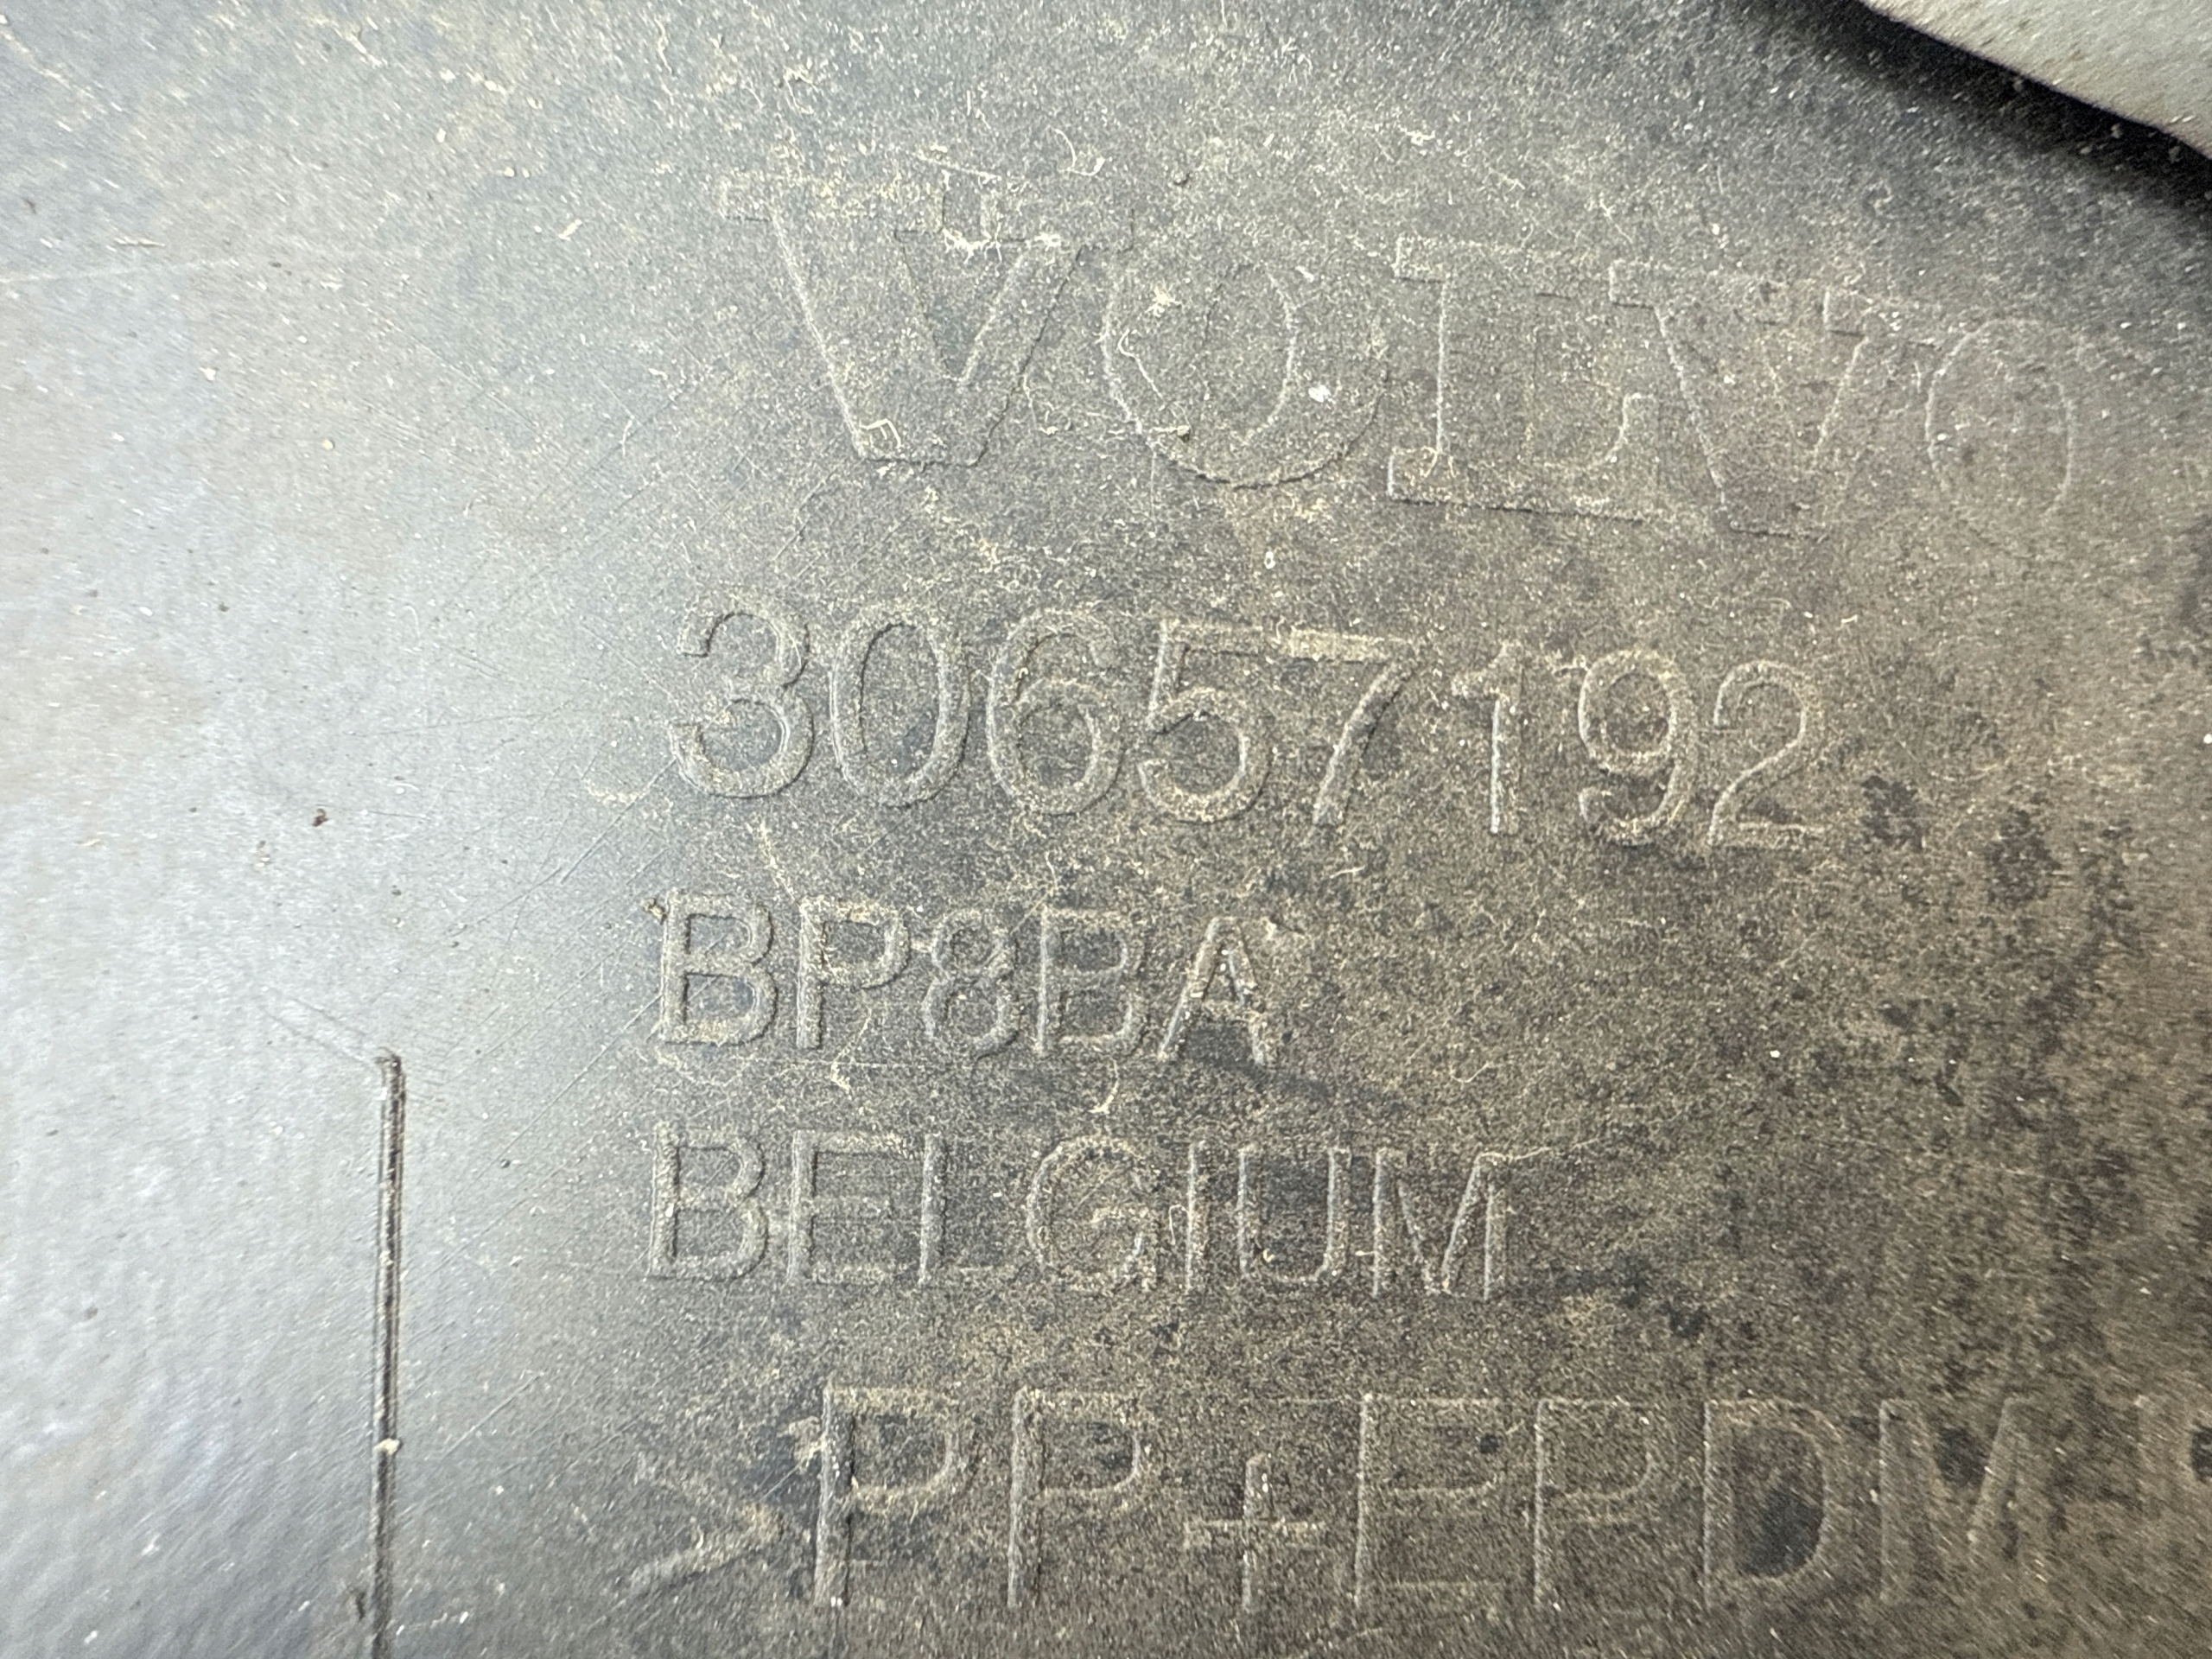 VOLVO
30657192
BP8BA
BELGIUM
>PP+EPDM